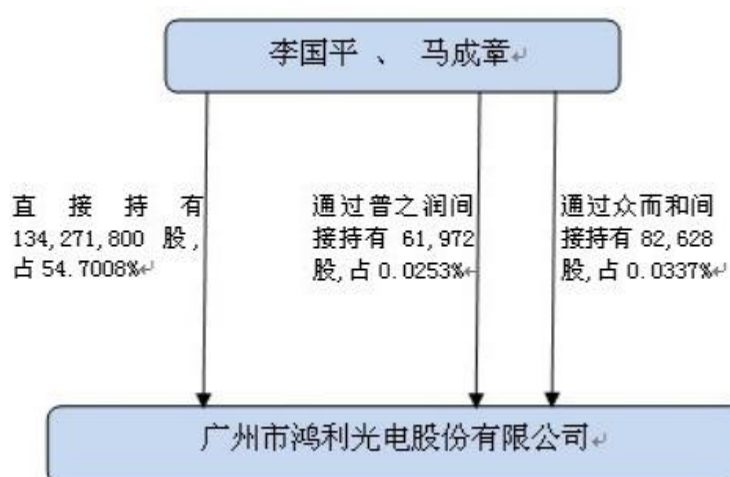 李国平 、 马成章
直接持有
134,271,800 股,
占 54.7008%
通过普之润间
接持有 61,972
股,占 0.0253%
通过众而和间
接持有 82,628
股,占 0.0337%
广州市鸿利光电股份有限公司